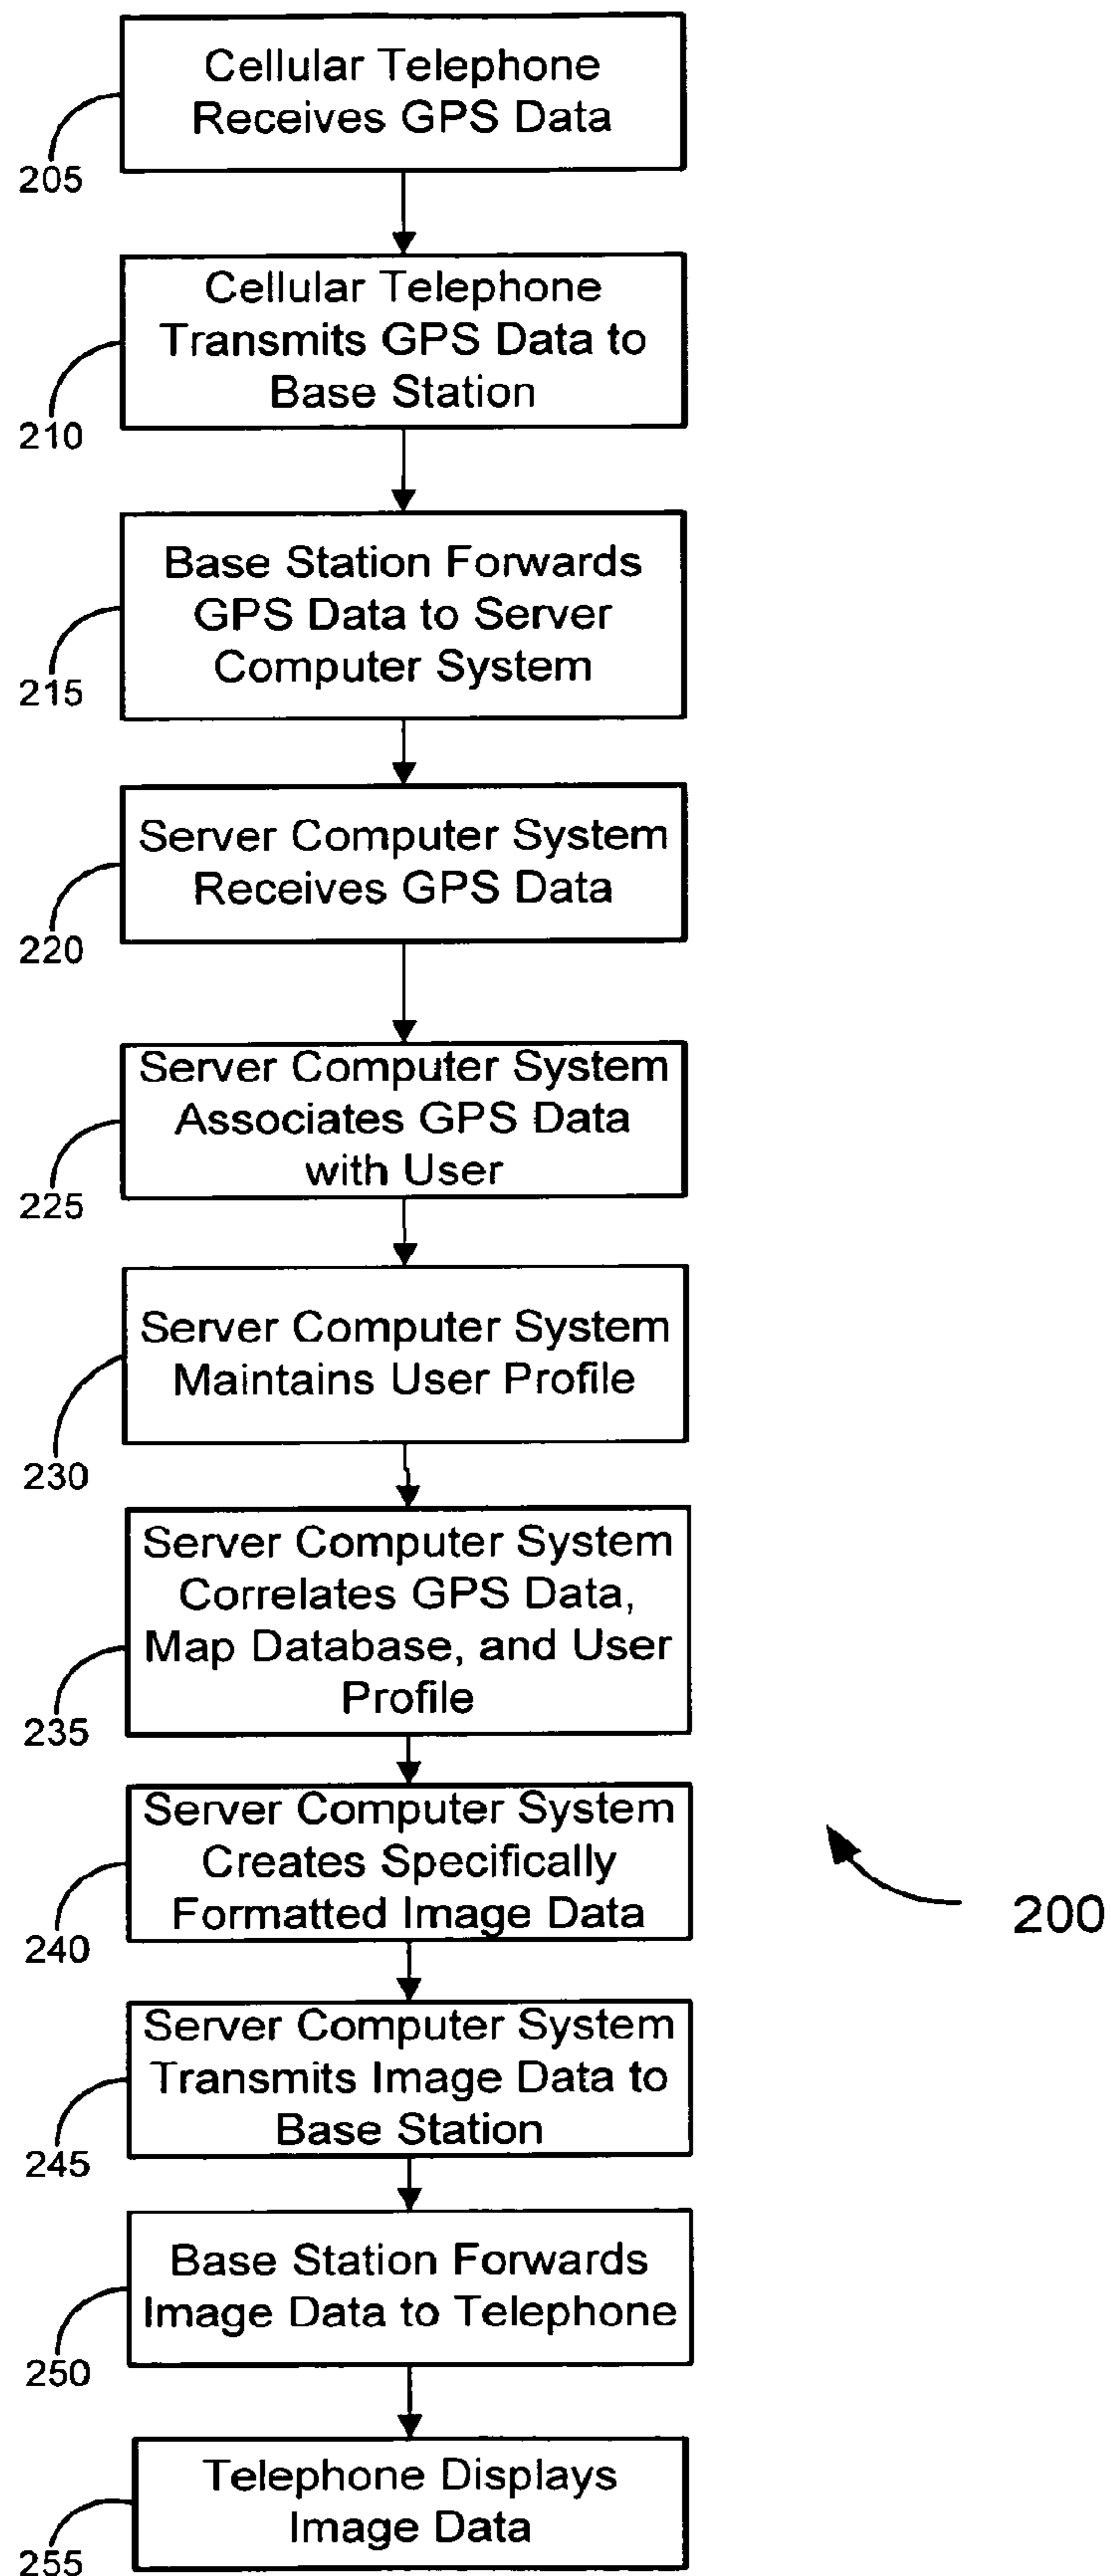 Cellular Telephone
Receives GPS Data
205
Cellular Telephone
Transmits GPS Data to
Base Station
210
Base Station Forwards
GPS Data to Server
Computer System
215
Server Computer System
Receives GPS Data
220
Server Computer System
Associates GPS Data
with User
225
Server Computer System
Maintains User Profile
230
Server Computer System
Correlates GPS Data,
Map Database, and User
Profile
235
Server Computer System
Creates Specifically
Formatted Image Data
240
200
Server Computer System
Transmits Image Data to
Base Station
245
Base Station Forwards
Image Data to Telephone
250
Telephone Displays
Image Data
255